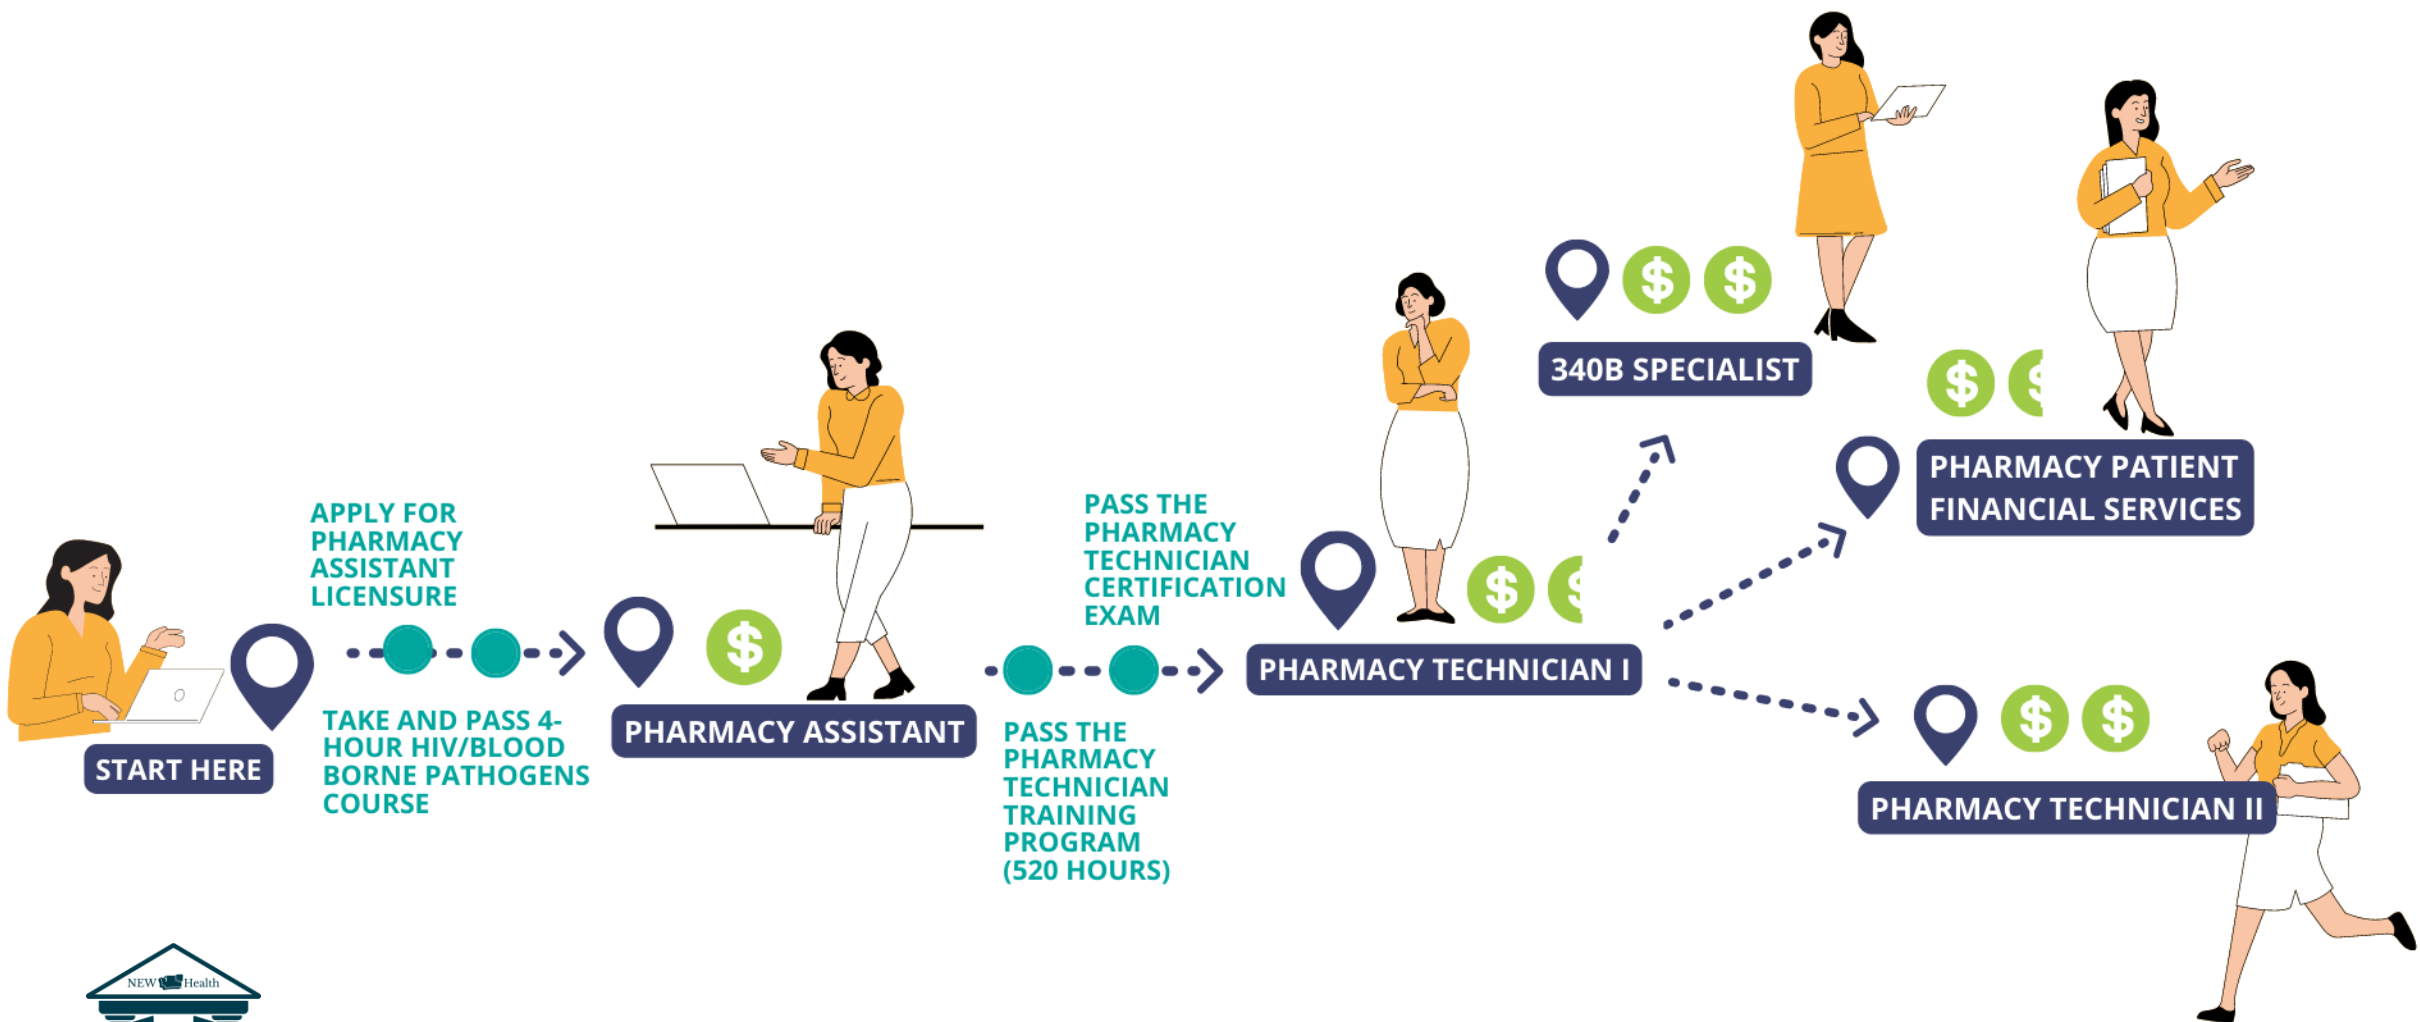 START HERE
APPLY FOR
PHARMACY
ASSISTANT
LICENSURE
TAKE AND PASS 4-
HOUR HIV/BLOOD
BORNE PATHOGENS
COURSE
$
PHARMACY ASSISTANT
PASS THE
PHARMACY
TECHNICIAN
CERTIFICATION
EXAM
PASS THE
PHARMACY
TECHNICIAN
TRAINING
PROGRAM
(520 HOURS)
$ $
PHARMACY TECHNICIAN I
$ $
340B SPECIALIST
$ $
PHARMACY PATIENT
FINANCIAL SERVICES
$ $
PHARMACY TECHNICIAN II
NEW Health